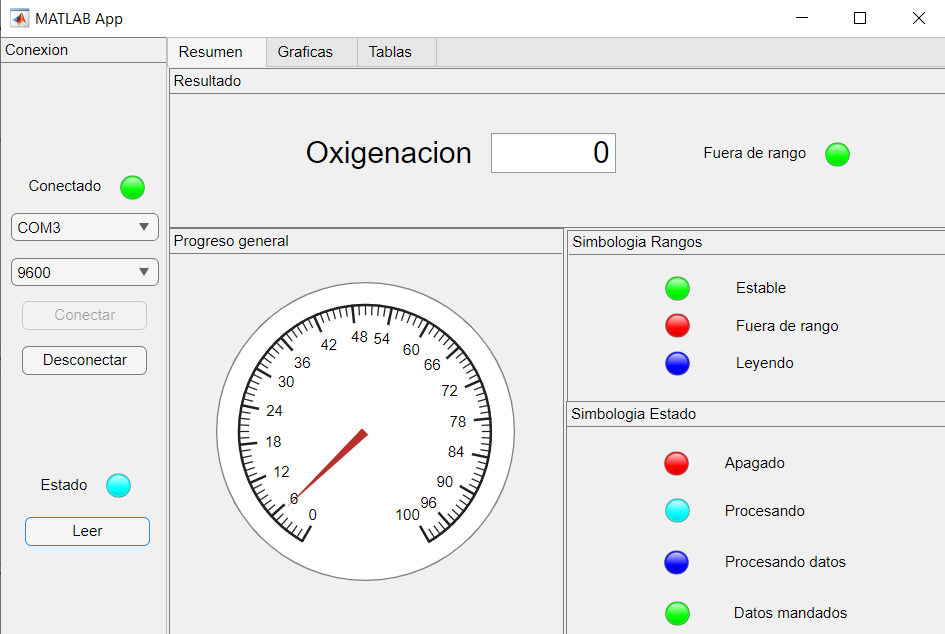 MATLAB App
Conexion
Resumen Graficas Tablas
Resultado
Oxigenacion 0 Fuera de rango
Conectado
COM3
9600
Conectar
Desconectar
Estado
Leer
Progreso general
0
6
12
18
24
30
36
42
48
54
60
66
72
78
84
90
96
100
Simbologia Rangos
Estable
Fuera de rango
Leyendo
Simbologia Estado
Apagado
Procesando
Procesando datos
Datos mandados